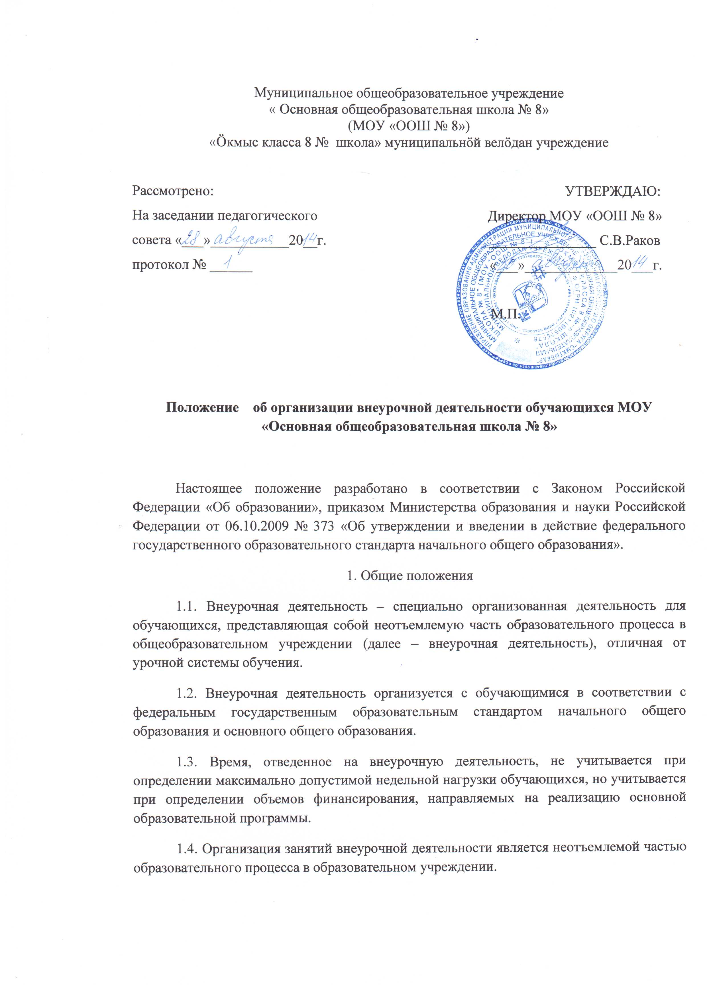 Муниципальное общеобразовательное учреждение
« Основная общеобразовательная школа № 8»
(МОУ «ООШ № 8»)
«Öкмыс класса 8 № школа» муниципальнöй велöдан учреждение
Рассмотрено:
УТВЕРЖДАЮ:
На заседании педагогического
Директор МОУ «ООШ № 8»
совета «28» августа 2014 г.
С.В.Раков
протокол № 1
« » августа 2014 г.
М.П.
Положение об организации внеурочной деятельности обучающихся МОУ
«Основная общеобразовательная школа № 8»
Настоящее положение разработано в соответствии с Законом Российской
Федерации «Об образовании», приказом Министерства образования и науки Российской
Федерации от 06.10.2009 № 373 «Об утверждении и введении в действие федерального
государственного образовательного стандарта начального общего образования».
1. Общие положения
1.1. Внеурочная деятельность – специально организованная деятельность для
обучающихся, представляющая собой неотъемлемую часть образовательного процесса в
общеобразовательном учреждении (далее – внеурочная деятельность), отличная от
урочной системы обучения.
1.2. Внеурочная деятельность организуется с обучающимися в соответствии с
федеральным государственным образовательным стандартом начального общего
образования и основного общего образования.
1.3. Время, отведенное на внеурочную деятельность, не учитывается при
определении максимально допустимой недельной нагрузки обучающихся, но учитывается
при определении объемов финансирования, направляемых на реализацию основной
образовательной программы.
1.4. Организация занятий внеурочной деятельности является неотъемлемой частью
образовательного процесса в образовательном учреждении.